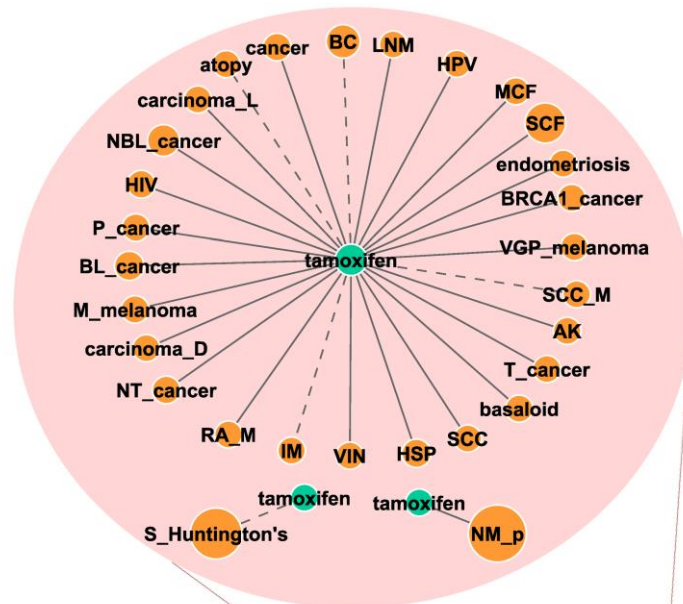 BC
LNM
cancer
atopy
HPV
carcinoma_L
MCF
SCF
NBL_cancer
endometriosis
HIV
BRCA1_cancer
P_cancer
VGP_melanoma
tamoxifen
BL_cancer
SCC_M
M_melanoma
AK
carcinoma_D
T_cancer
NT_cancer
basaloid
RA_M
IM
VIN
HSP
SCC
tamoxifen
tamoxifen
S_Huntington's
NM_p